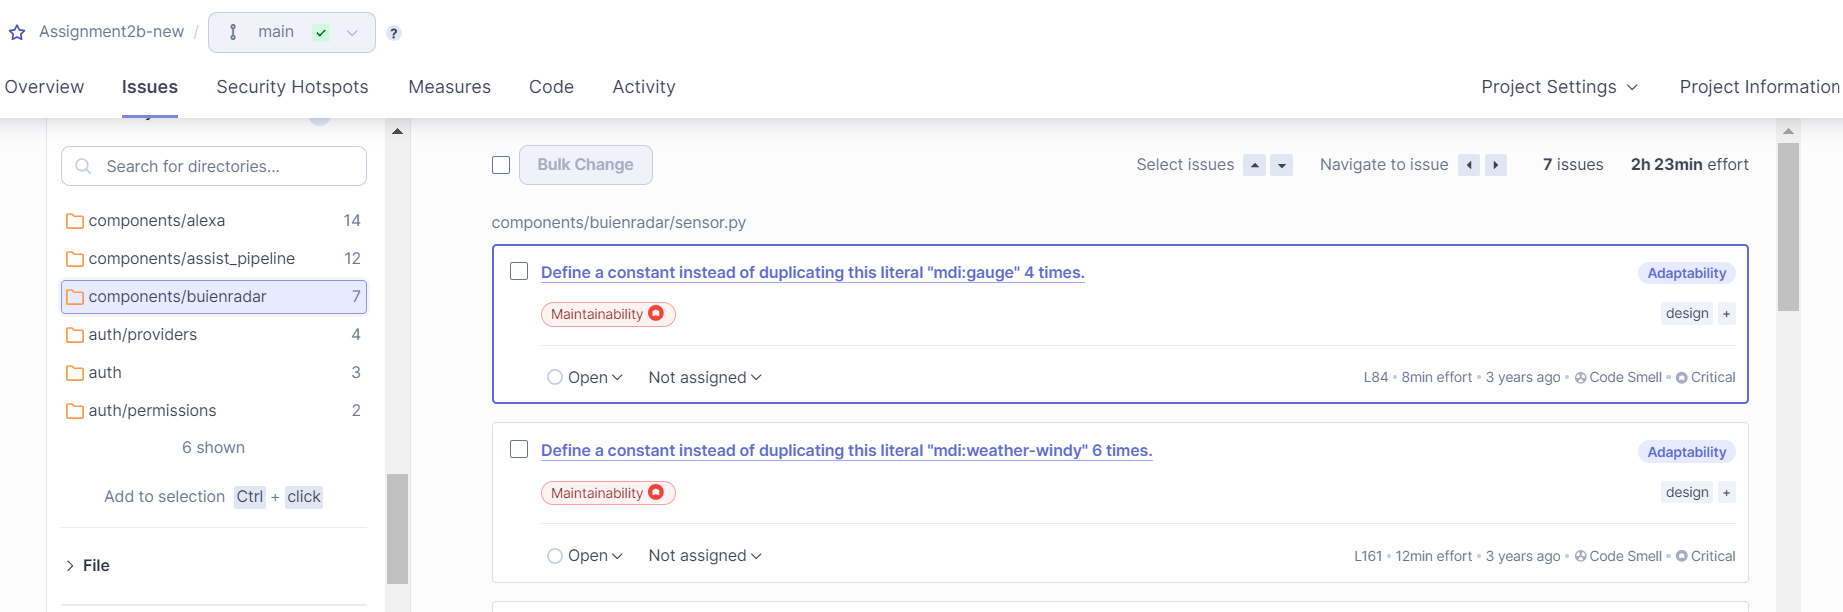 Assignment2b-new / main ?
Overview Issues Security Hotspots Measures Code Activity Project Settings Project Information
Search for directories...
components/alexa 14
components/assist_pipeline 12
components/buienradar 7
auth/providers 4
auth 3
auth/permissions 2
6 shown
Add to selection Ctrl + click
File
Bulk Change Select issues Navigate to issue 7 issues 2h 23min effort
components/buienradar/sensor.py
Define a constant instead of duplicating this literal "mdi:gauge" 4 times. Adaptability
Maintainability design +
Open Not assigned L84 • 8min effort • 3 years ago • Code Smell • Critical
Define a constant instead of duplicating this literal "mdi:weather-windy" 6 times. Adaptability
Maintainability design +
Open Not assigned L161 • 12min effort • 3 years ago • Code Smell • Critical